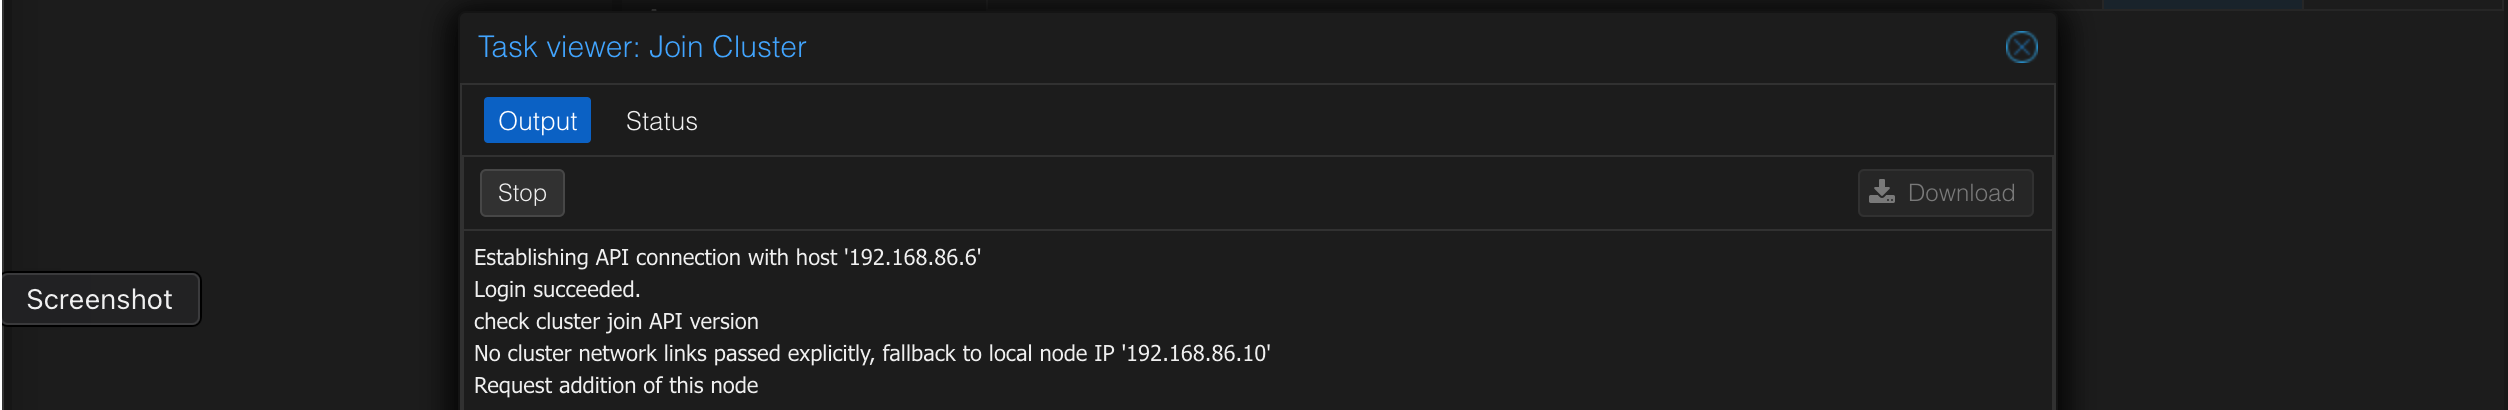 Task viewer: Join Cluster
Output Status
Stop Download
Establishing API connection with host '192.168.86.6'
Login succeeded.
check cluster join API version
No cluster network links passed explicitly, fallback to local node IP '192.168.86.10'
Request addition of this node
Screenshot